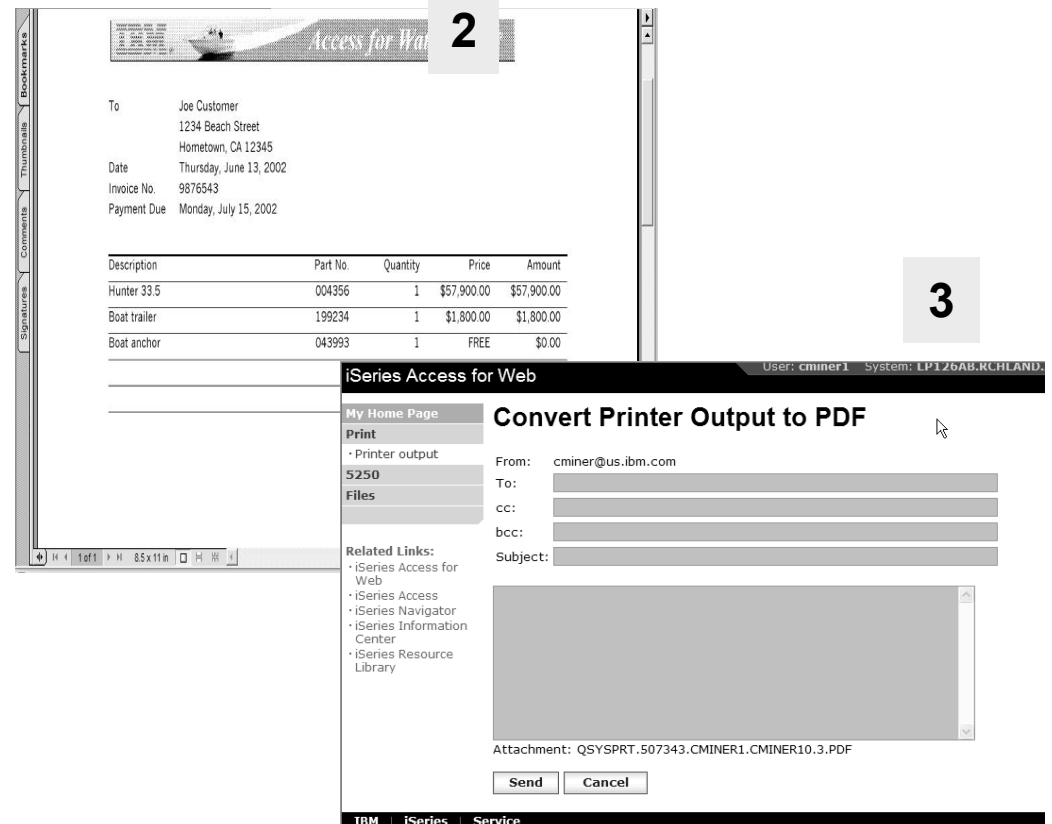 2
IBM
Access for
Bookmarks
Thumbnails
Comments
Signatures
To Joe Customer
1234 Beach Street
Hometown, CA 12345
Date Thursday, June 13, 2002
Invoice No. 9876543
Payment Due Monday, July 15, 2002
Description Part No. Quantity Price Amount
Hunter 33.5 004356 1 $57,900.00 $57,900.00
Boat trailer 199234 1 $1,800.00 $1,800.00
Boat anchor 043993 1 FREE $0.00
1 of 1 8.5 x 11 in
3
iSeries Access for Web
User: cminer1 System: LP126AB.RCHLAND.
My Home Page
Print
· Printer output
5250
Files
Related Links:
· iSeries Access for
Web
· iSeries Access
· iSeries Navigator
· iSeries Information
Center
· iSeries Resource
Library
Convert Printer Output to PDF
From: cminer@us.ibm.com
To:
cc:
bcc:
Subject:
Attachment: QSYSPRT.507343.CMINER1.CMINER10.3.PDF
Send Cancel
IBM | iSeries | Service